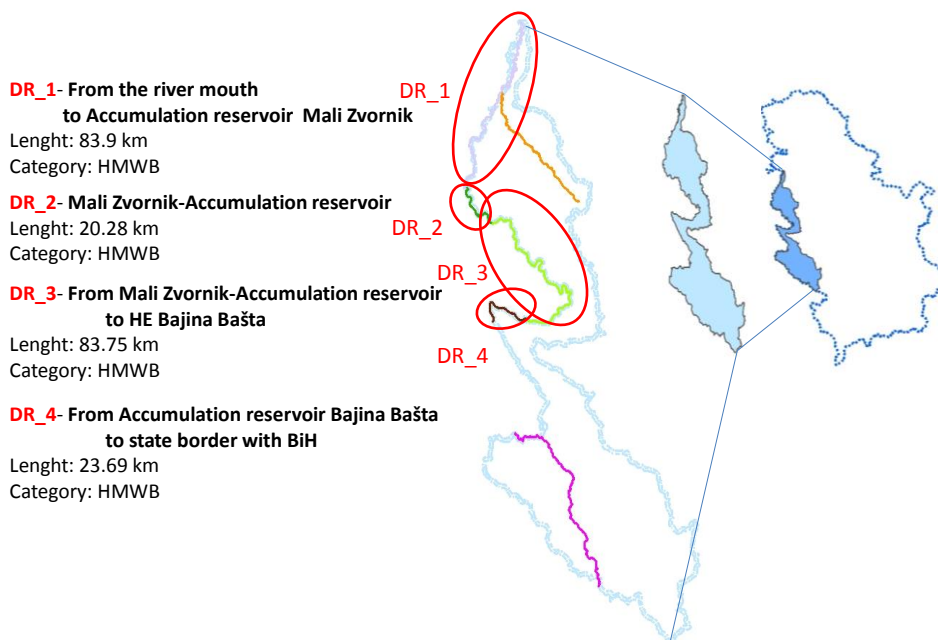 DR_1- From the river mouth
to Accumulation reservoir Mali Zvornik
Lenght: 83.9 km
Category: HMWB
DR_2- Mali Zvornik-Accumulation reservoir
Lenght: 20.28 km
Category: HMWB
DR_3- From Mali Zvornik-Accumulation reservoir
to HE Bajina Bašta
Lenght: 83.75 km
Category: HMWB
DR_4- From Accumulation reservoir Bajina Bašta
to state border with BiH
Lenght: 23.69 km
Category: HMWB
DR_1
DR_2
DR_3
DR_4